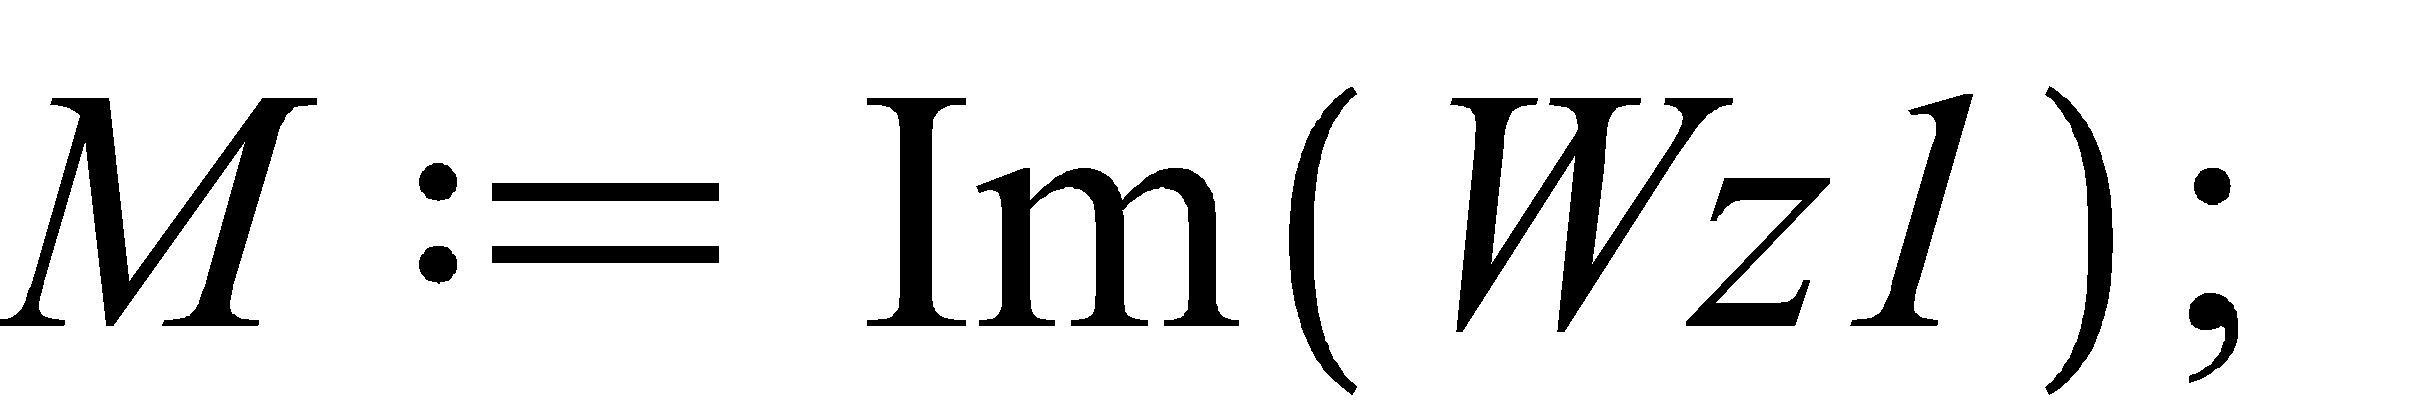 M := Im(Wz1);